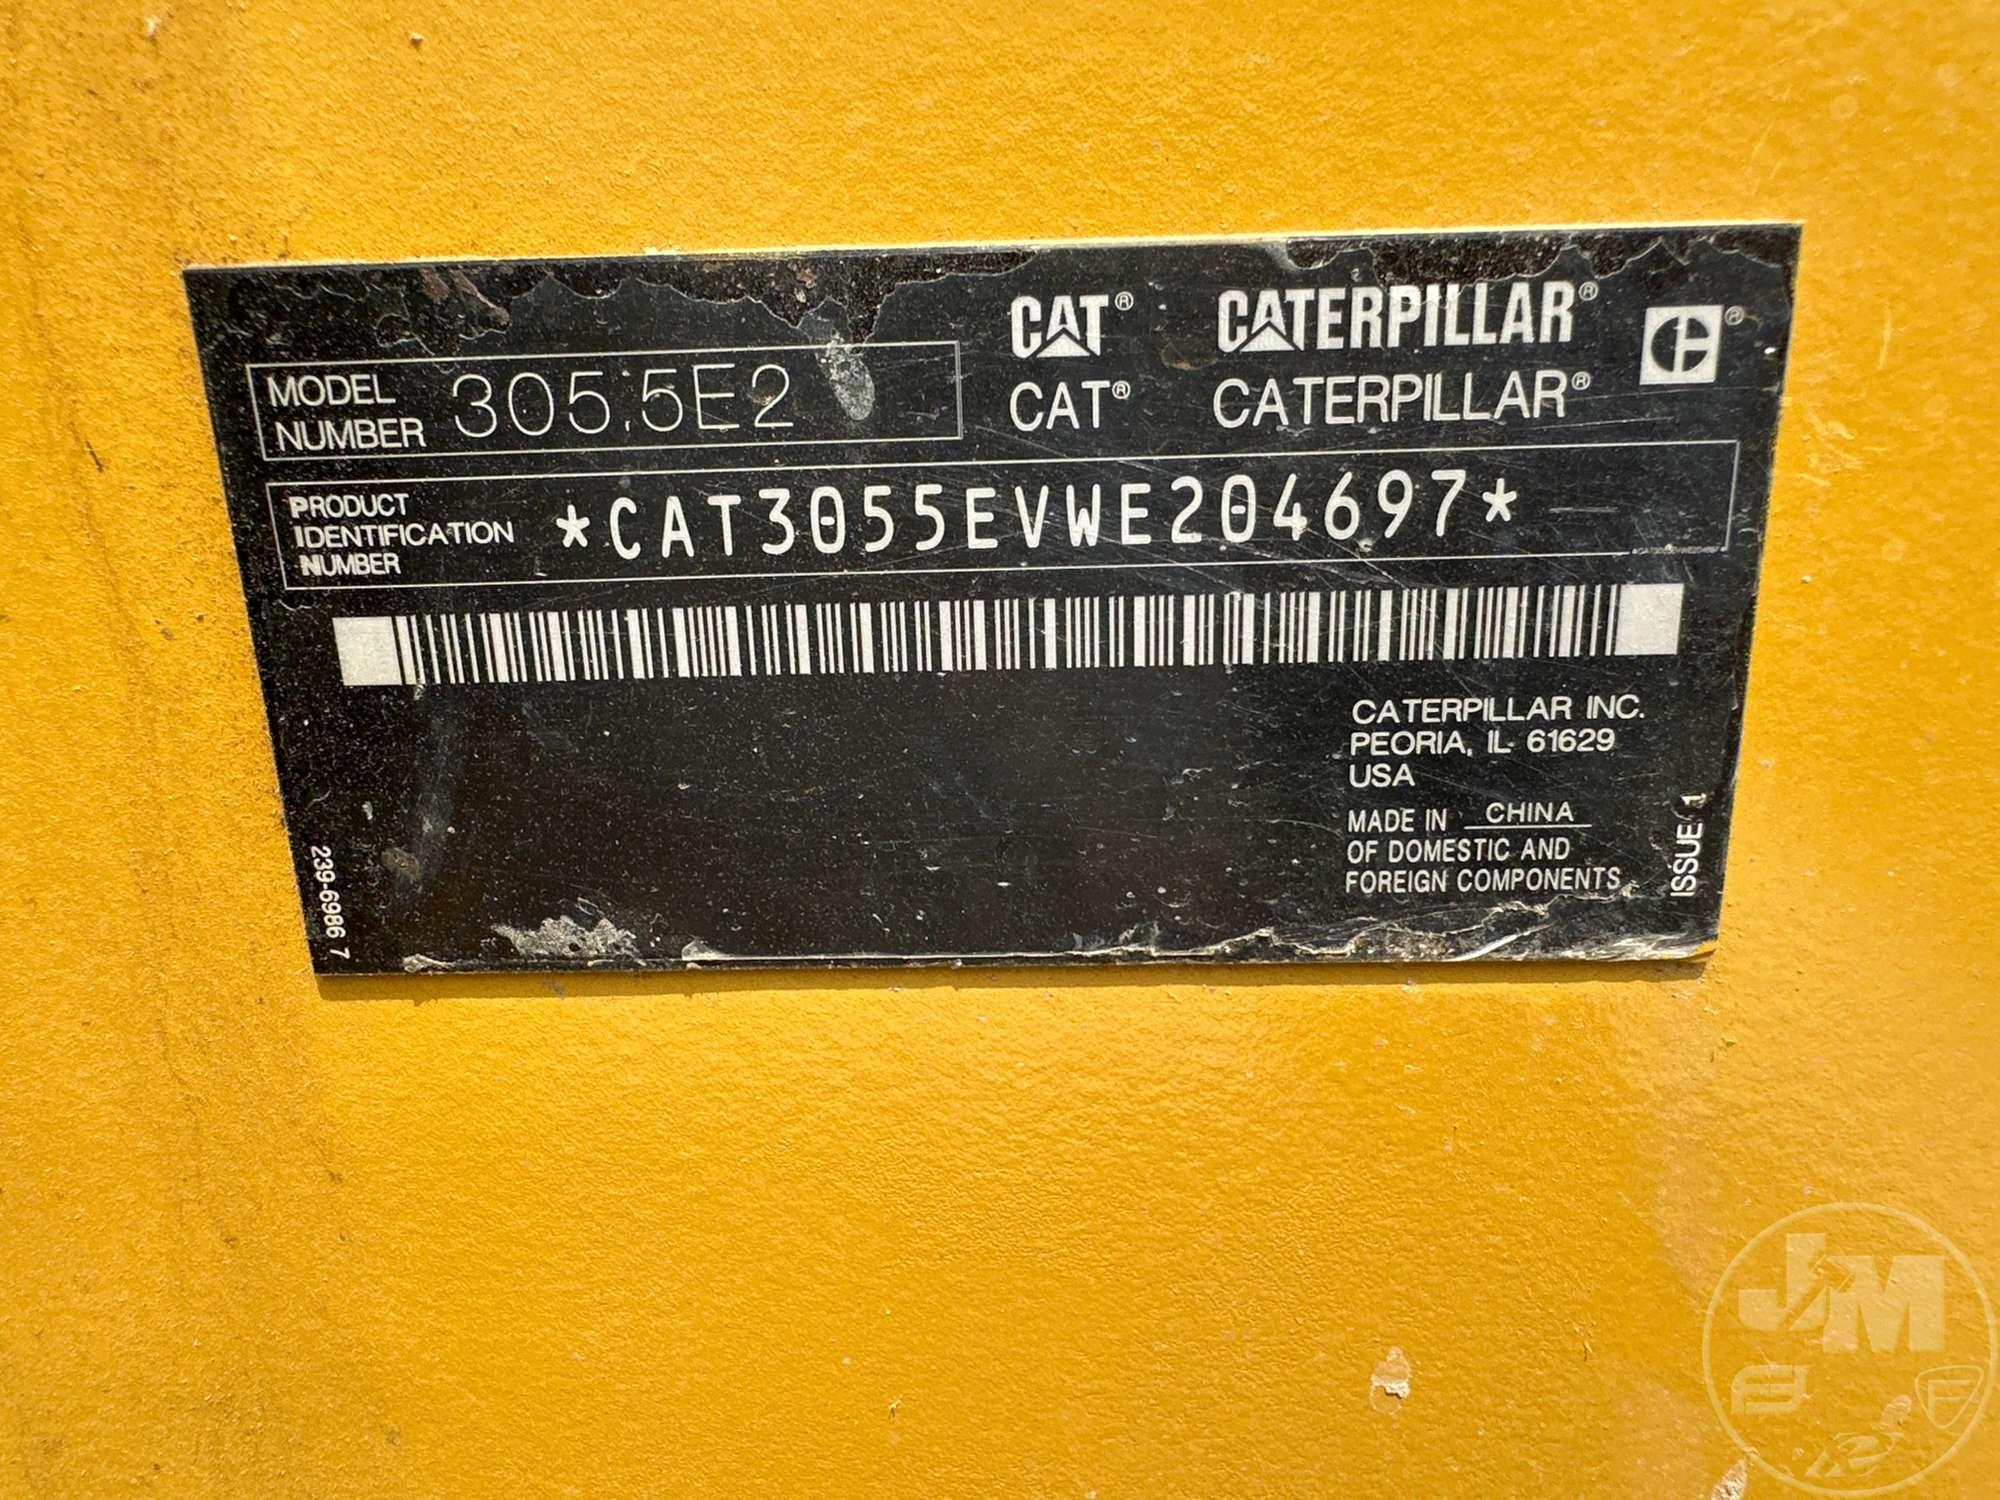 CAT® CATERPILLAR®
MODEL NUMBER 305.5E2
CAT® CATERPILLAR®
PRODUCT IDENTIFICATION NUMBER
*CAT3055EVWE204697*
CATERPILLAR INC.
PEORIA, IL 61629
USA
MADE IN CHINA
OF DOMESTIC AND
FOREIGN COMPONENTS
ISSUE 1
239-6986 7
JM